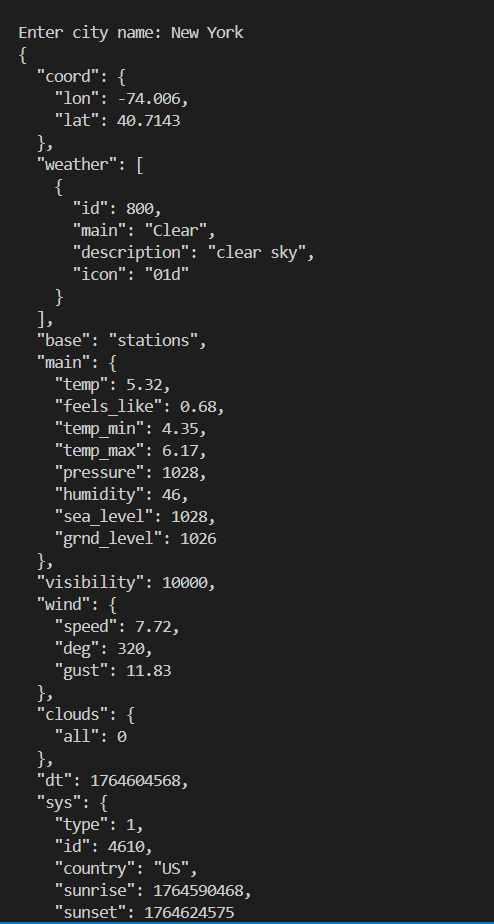 Enter city name: New York
{
  "coord": {
    "lon": -74.006,
    "lat": 40.7143
  },
  "weather": [
    {
      "id": 800,
      "main": "Clear",
      "description": "clear sky",
      "icon": "01d"
    }
  ],
  "base": "stations",
  "main": {
    "temp": 5.32,
    "feels_like": 0.68,
    "temp_min": 4.35,
    "temp_max": 6.17,
    "pressure": 1028,
    "humidity": 46,
    "sea_level": 1028,
    "grnd_level": 1026
  },
  "visibility": 10000,
  "wind": {
    "speed": 7.72,
    "deg": 320,
    "gust": 11.83
  },
  "clouds": {
    "all": 0
  },
  "dt": 1764604568,
  "sys": {
    "type": 1,
    "id": 4610,
    "country": "US",
    "sunrise": 1764590468,
    "sunset": 1764624575